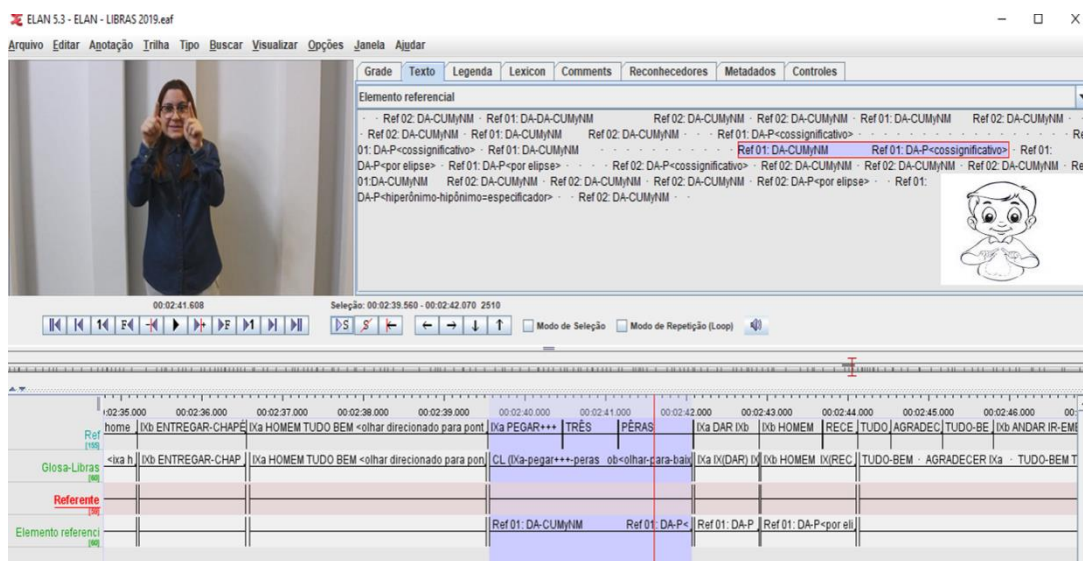 ELAN 5.3 - ELAN - LIBRAS 2019.eaf
Arquivo Editar Anotação Trilha Tipo Buscar Visualizar Opções Janela Ajudar
Grade Texto Legenda Lexicon Comments Reconhecedores Metadados Controles
Elemento referencial
· · Ref 02: DA-CUMyNM · Ref 01: DA-DA-CUMyNM Ref 02: DA-CUMyNM · Ref 02: DA-CUMyNM · Ref 01: DA-CUMyNM Ref 02: DA-CUMyNM ·
· Ref 02: DA-CUMyNM · Ref 01: DA-CUMyNM Ref 02: DA-CUMyNM · · · Ref 01: DA-P<cossignificativo> · · · · · · · · · · · · · Re
01: DA-P<cossignificativo> · Ref 01: DA-CUMyNM · · · · · · · · · · Ref 01: DA-CUMyNM Ref 01: DA-P<cossignificativo> · Ref 01:
DA-P<por elipse> · Ref 01: DA-P<por elipse> · · · · Ref 02: DA-P<cossignificativo> · Ref 02: DA-CUMyNM · Ref 02: DA-CUMyNM · Ref 02: DA-CUMyNM · Re
01:DA-CUMyNM Ref 02: DA-CUMyNM · Ref 02: DA-CUMyNM · Ref 02: DA-CUMyNM · Ref 02: DA-P<por elipse> · · Ref 01:
DA-P<hiperônimo-hipônimo=especificador> · · Ref 02: DA-CUMyNM · ·
00:02:41.608
Seleção: 00:02:39.560 - 00:02:42.070 2510
Modo de Seleção Modo de Repetição (Loop)
:02:35.000 00:02:36.000 00:02:37.000 00:02:38.000 00:02:39.000 00:02:40.000 00:02:41.000 00:02:42.000 00:02:43.000 00:02:44.000 00:02:45.000 00:02:46.000 00:
Ref home IXb ENTREGAR-CHAPÉ IXa HOMEM TUDO BEM <olhar direcionado para pont IXa PEGAR+++ TRÊS PÊRAS IXa DAR IXb IXb HOMEM RECE TUDO AGRADEC TUDO-BE IXb ANDAR IR-EMB
Glosa-Libras <ixa h IXb ENTREGAR-CHAP IXa HOMEM TUDO BEM <olhar direcionado para pon CL (IXa-pegar+++-peras ob<olhar-para-baix IXa IX(DAR) IX IXb HOMEM IX(REC TUDO-BEM · AGRADECER IXa · TUDO-BEM T
[60]
Referente
Elemento referenci Ref 01: DA-CUMyNM Ref 01: DA-P< Ref 01: DA-P Ref 01: DA-P<por eli
[60]